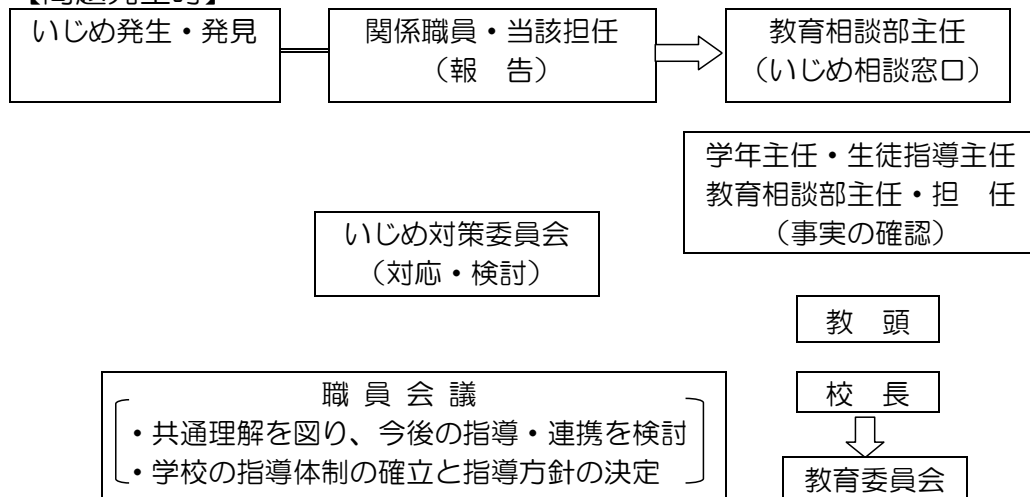 いじめ発生・発見
関係職員・当該担任
（報　告）
教育相談部主任
（いじめ相談窓口）
学年主任・生徒指導主任
教育相談部主任・担　任
（事実の確認）
いじめ対策委員会
（対応・検討）
教　頭
校　長
職 員 会 議
・共通理解を図り、今後の指導・連携を検討
・学校の指導体制の確立と指導方針の決定
教育委員会